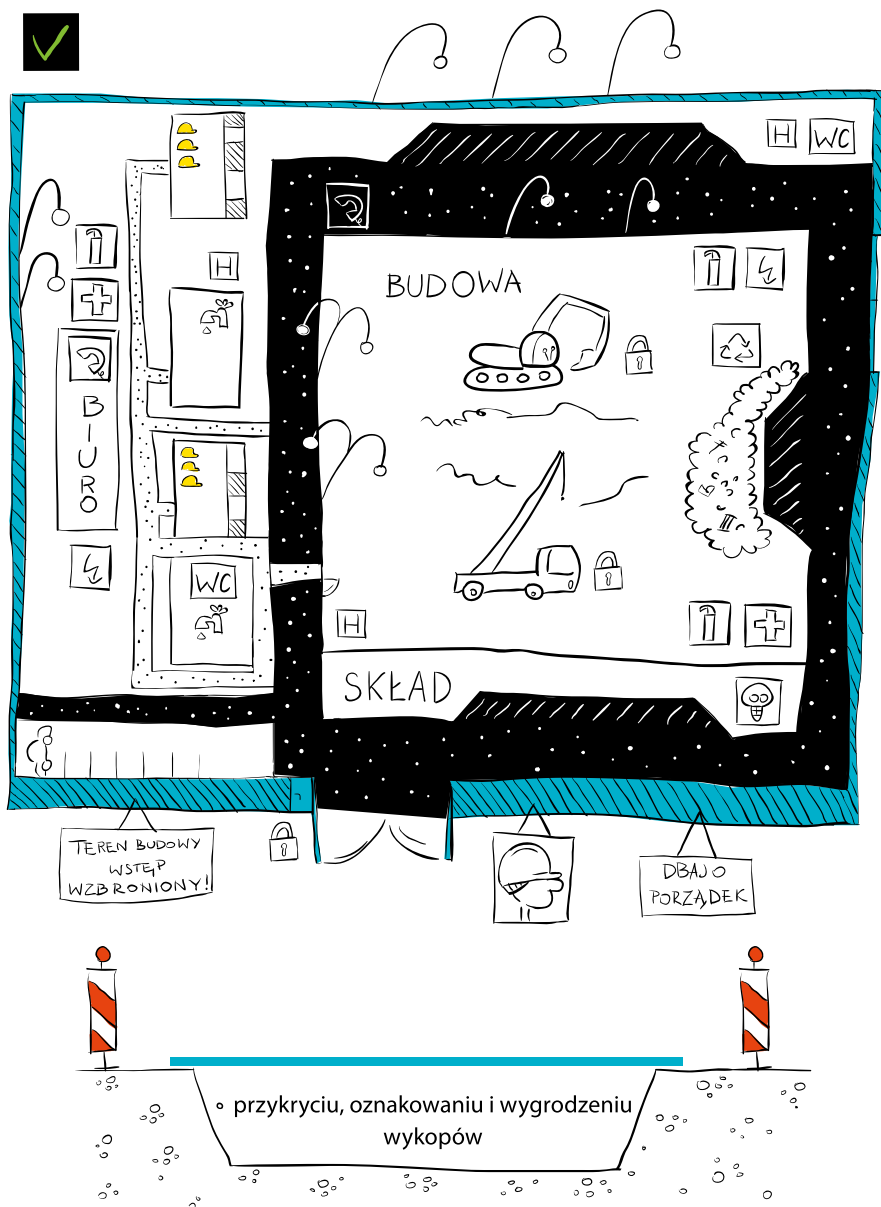 H WC
H
BUDOWA
BIURO
WC
H
SKŁAD
TEREN BUDOWY
WSTĘP
WZBRONIONY!
DBAJ O
PORZĄDEK
przykryciu, oznakowaniu i wygrodzeniu
wykopów